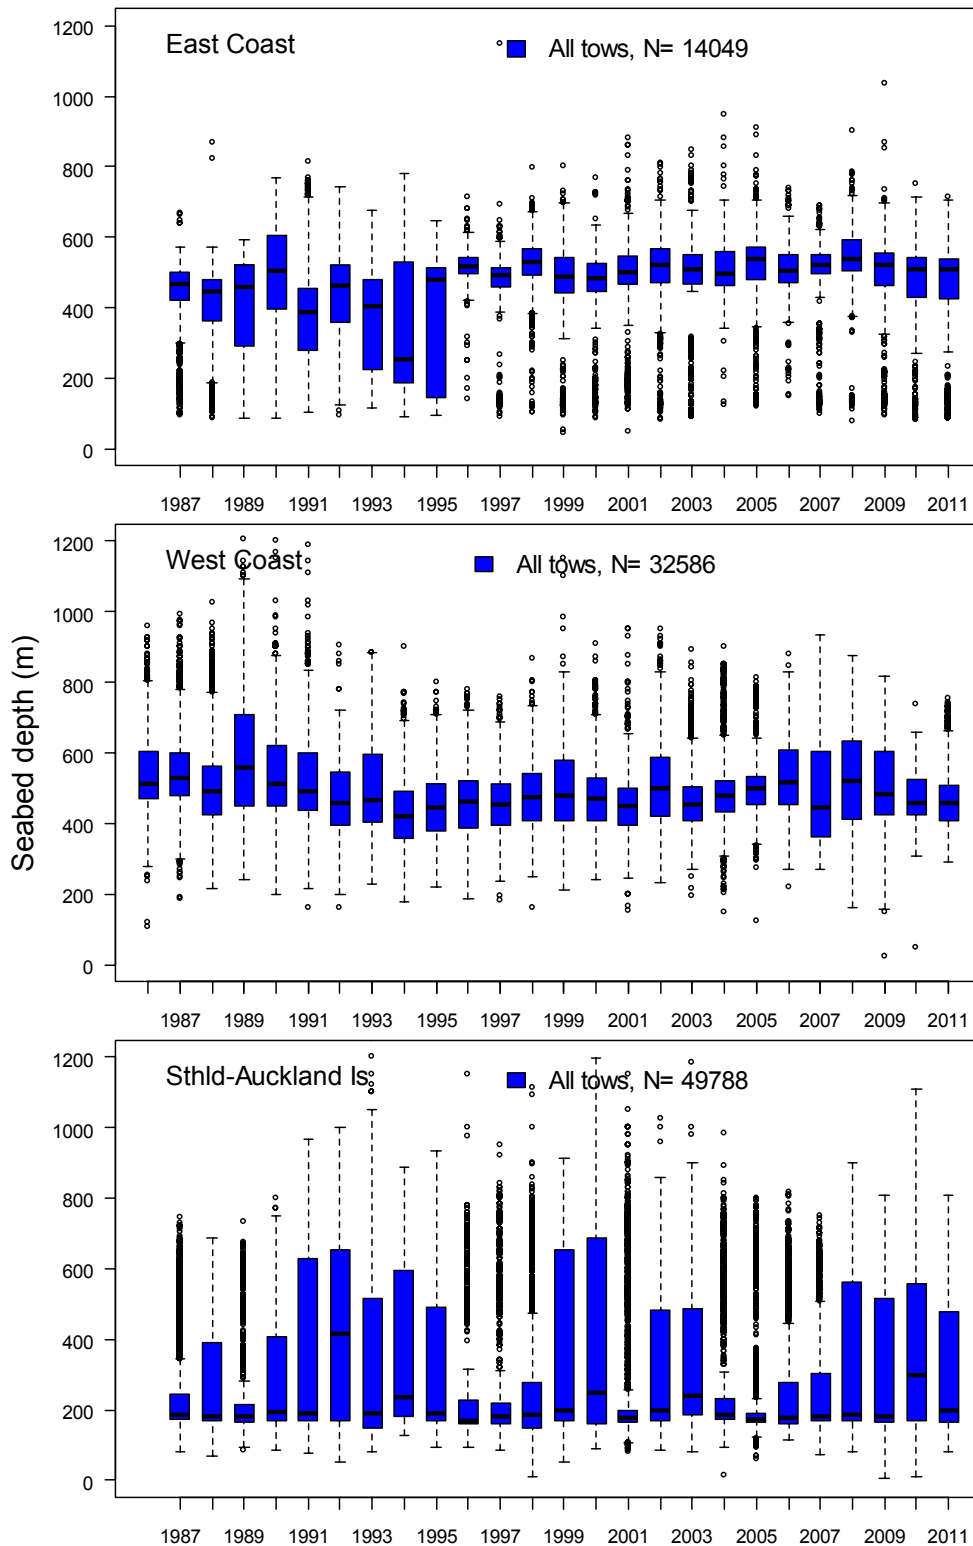 East Coast
All tows, N= 14049
1200
1000
800
600
400
200
0
1987 1989 1991 1993 1995 1997 1999 2001 2003 2005 2007 2009 2011
West Coast
All tows, N= 32586
Seabed depth (m)
1200
1000
800
600
400
200
0
1987 1989 1991 1993 1995 1997 1999 2001 2003 2005 2007 2009 2011
Sthld-Auckland Is
All tows, N= 49788
1200
1000
800
600
400
200
0
1987 1989 1991 1993 1995 1997 1999 2001 2003 2005 2007 2009 2011